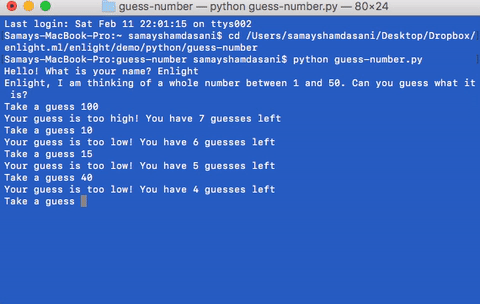 guess-number — python guess-number.py — 80×24
Last login: Sat Feb 11 22:01:15 on ttys002
Samays-MacBook-Pro:~ samayshamdasani$ cd /Users/samayshamdasani/Desktop/Dropbox/
enlight.ml/enlight/demo/python/guess-number
Samays-MacBook-Pro:guess-number samayshamdasani$ python guess-number.py
Hello! What is your name? Enlight
Enlight, I am thinking of a whole number between 1 and 50. Can you guess what it
is?
Take a guess 100
Your guess is too high! You have 7 guesses left
Take a guess 10
Your guess is too low! You have 6 guesses left
Take a guess 15
Your guess is too low! You have 5 guesses left
Take a guess 40
Your guess is too low! You have 4 guesses left
Take a guess